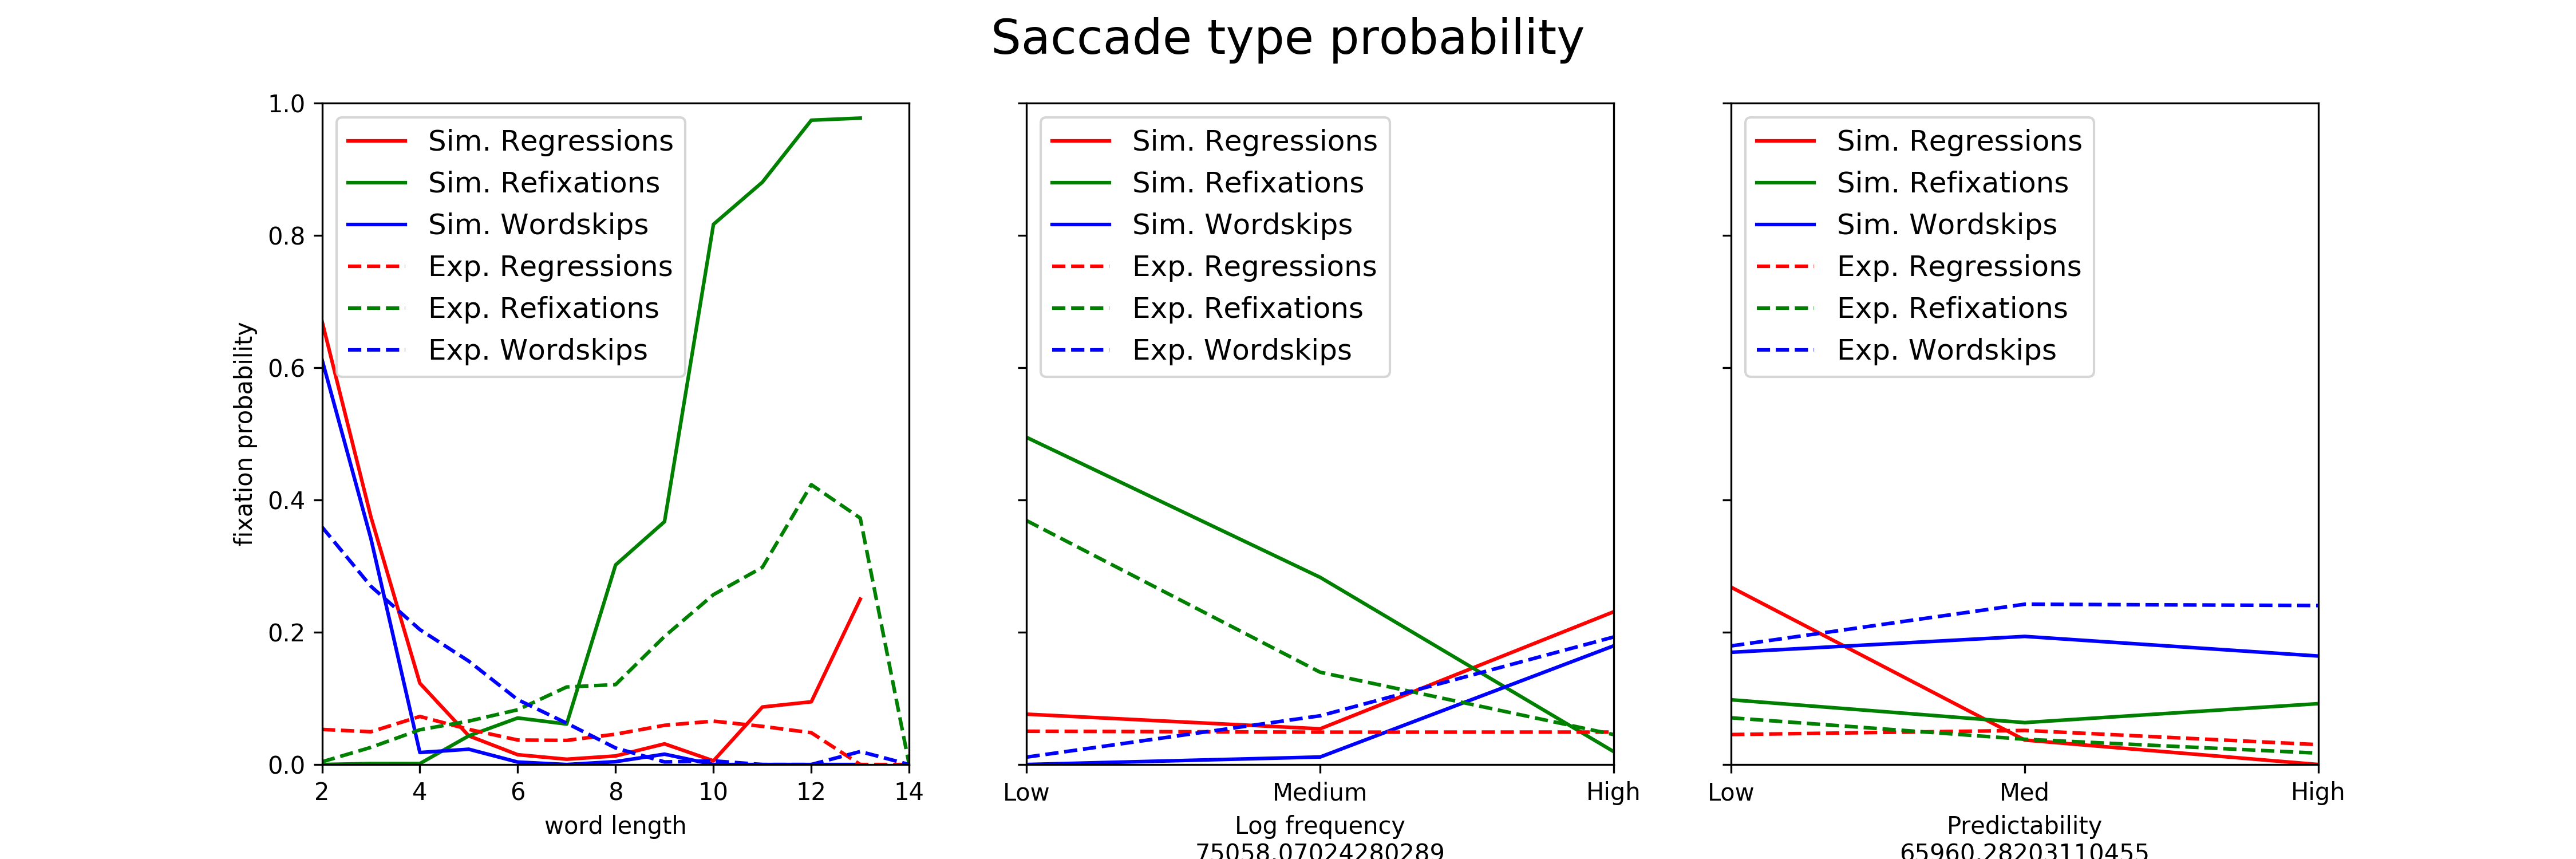 Saccade type probability
1.0
0.8
0.6
0.4
0.2
0.0
fixation probability
Sim. Regressions
Sim. Refixations
Sim. Wordskips
Exp. Regressions
Exp. Refixations
Exp. Wordskips
2 4 6 8 10 12 14
word length
Sim. Regressions
Sim. Refixations
Sim. Wordskips
Exp. Regressions
Exp. Refixations
Exp. Wordskips
Low Medium High
Log frequency
75058.07024280289
Sim. Regressions
Sim. Refixations
Sim. Wordskips
Exp. Regressions
Exp. Refixations
Exp. Wordskips
Low Med High
Predictability
65960.28203110455